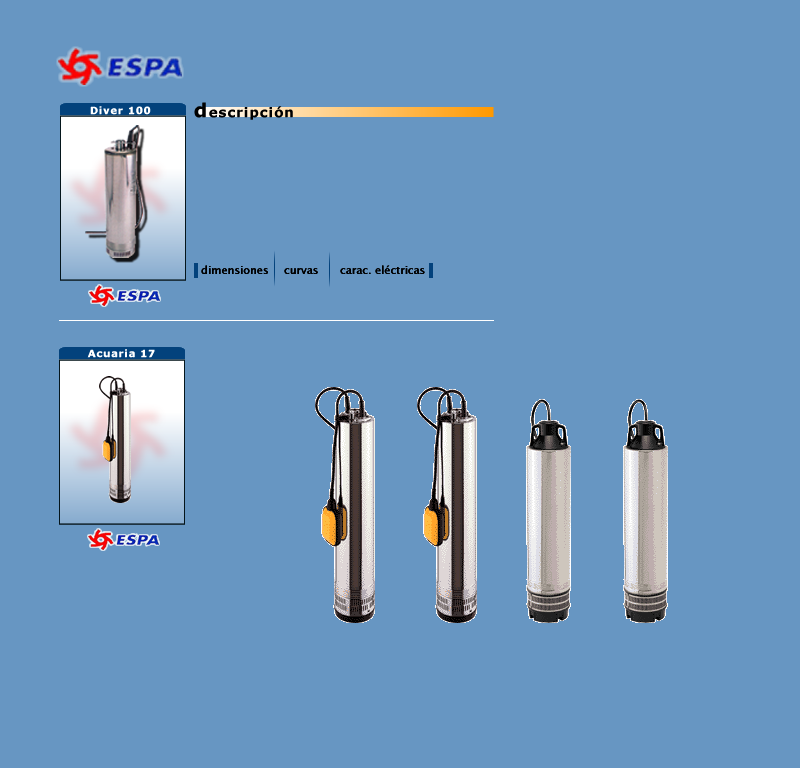 ESPA
Diver 100
descripción
dimensiones curvas carac. eléctricas
ESPA
Acuaria 17
ESPA